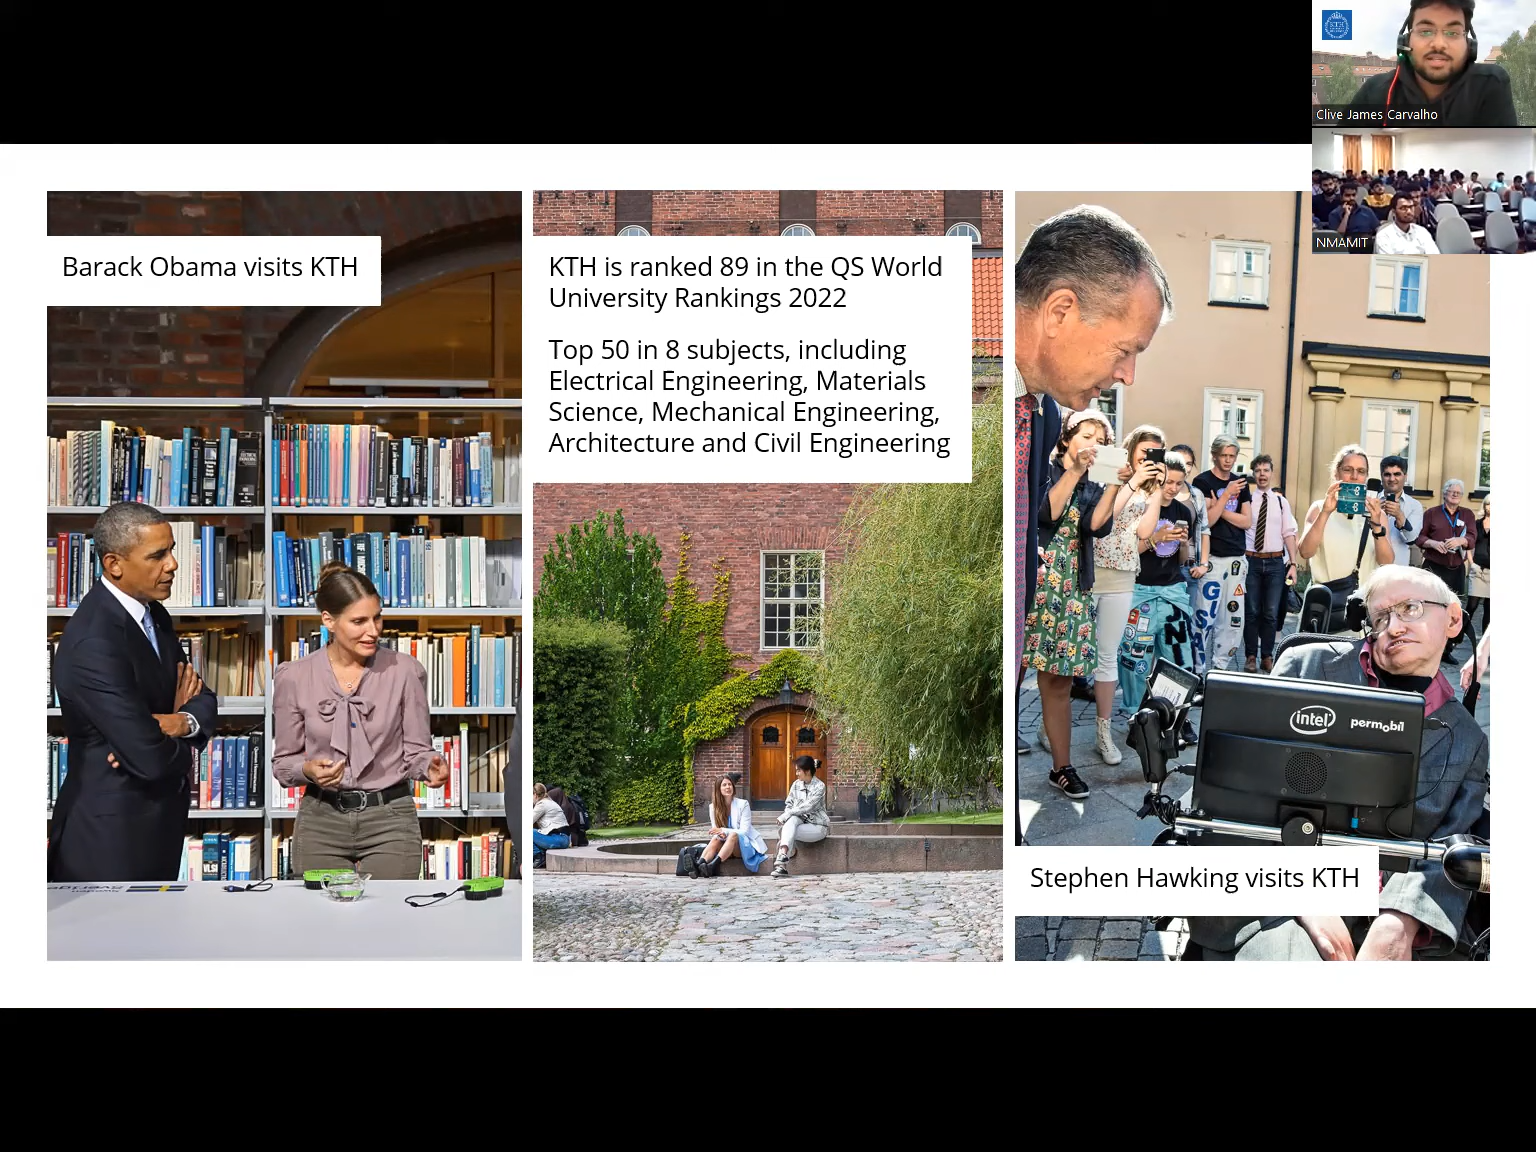 Barack Obama visits KTH
KTH is ranked 89 in the QS World
University Rankings 2022
Top 50 in 8 subjects, including
Electrical Engineering, Materials
Science, Mechanical Engineering,
Architecture and Civil Engineering
Stephen Hawking visits KTH
intel
permobil
KTH
Clive James Carvalho
NMAMIT